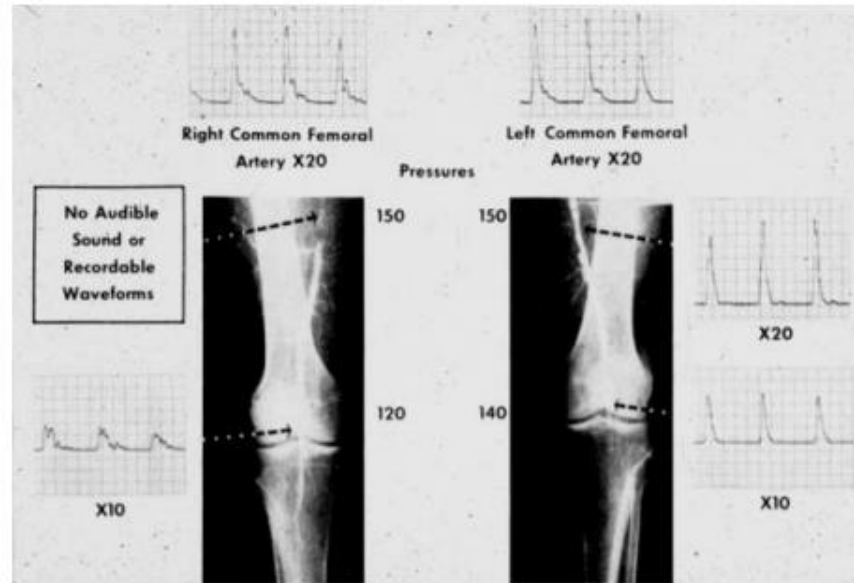 Right Common Femoral
Artery X20
Left Common Femoral
Artery X20
Pressures
No Audible
Sound or
Recordable
Waveforms
150
150
X20
120
140
X10
X10